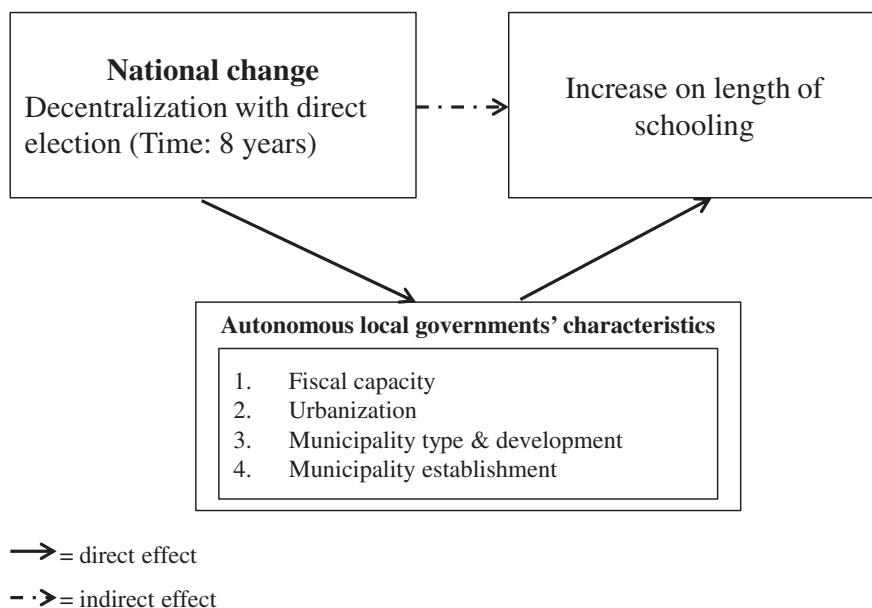 National change
Decentralization with direct
election (Time: 8 years)
Increase on length of
schooling
Autonomous local governments’ characteristics
1. Fiscal capacity
2. Urbanization
3. Municipality type & development
4. Municipality establishment
= direct effect
= indirect effect